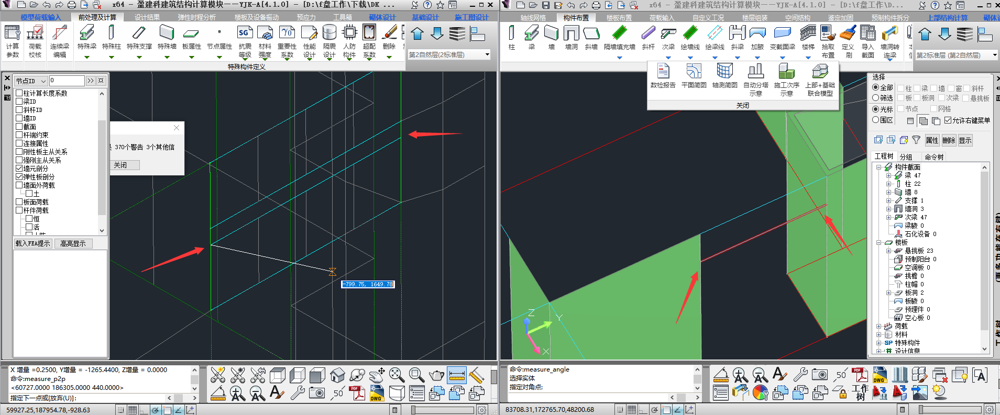 x64 - 盈建科建筑结构计算模块——YJK-A[4.1.0] - [D:\f盘工作\下载\DK ...
模型荷载输入 前处理及计算 设计结果 弹性时程分析 楼板及设备振动 预应力 工具箱 砌体设计 基础设计 施工图设计
计算参数 荷载校核 连续梁编辑 特殊梁 特殊柱 特殊支撑 特殊墙 板属性 节点属性 抗震等级 材料强度 重要性系数 性能设计 隔震设计 人防构件 超配系数 删除
特殊构件定义
第2自然层(2标准层)
节点ID 0 >>
柱计算长度系数
梁ID
斜杆ID
墙ID
截面
杆端约束
连接属性
刚性板主从关系
强刚主从关系
墙元剖分
弹性板剖分
墙面外荷载
土
板面荷载
杆件荷载
恒
活
载入FEA提示 高亮显示
370个警告 3个其他信
关闭
-799.75, 1649.78
X 增量 =0.2500, Y增量 = -1265.4400, Z增量 = 0.0000
命令:measure_p2p
<60727.0000 186305.0000 440.0000>
指定下一点或[放弃(U)]:
59927.25,187954.78,-928.63
x64 - 盈建科建筑结构计算模块——YJK-A[4.1.0] - [D:\f盘工作\D...
轴线网格 构件布置 楼板布置 荷载输入 自定义工况 楼层组装 空间结构 鉴定加固 预制构件拆分 上部结构计算 砌体设
柱 梁 墙 墙洞 斜墙 隔墙填充墙 斜杆 次梁 绘墙线 绘梁线 斜柱 加腋 变截面梁 楼梯 拾取布置 定义刷 导入截面 墙洞转连梁
第2标准层 (第2自然层)
数检报告 平面简图 轴测简图 自动分塔示意 施工次序示意 上部+基础联合模型
关闭
选择
全部 柱 梁 墙 窗 斜杆
筛选 板 板洞 次梁 悬挑板
光标 节点 网格
围区 允许右键菜单
属性 删除 显示
工程树 分组 命令树
构件截面
梁 47
柱 22
墙 8
支撑 1
墙洞 3
次梁 47
梁腋 0
石化设备 0
楼板
悬挑板 23
预制阳台 0
空调板 0
挑檐 0
柱帽 0
板洞 2
板腋 0
预埋件 0
空心板 0
荷载
材料
SP 特殊构件
设计信息
Z
Y
X
命令:measure_angle
选择实体
指定对角点:
工作树
83708.31,172765.70,48200.68